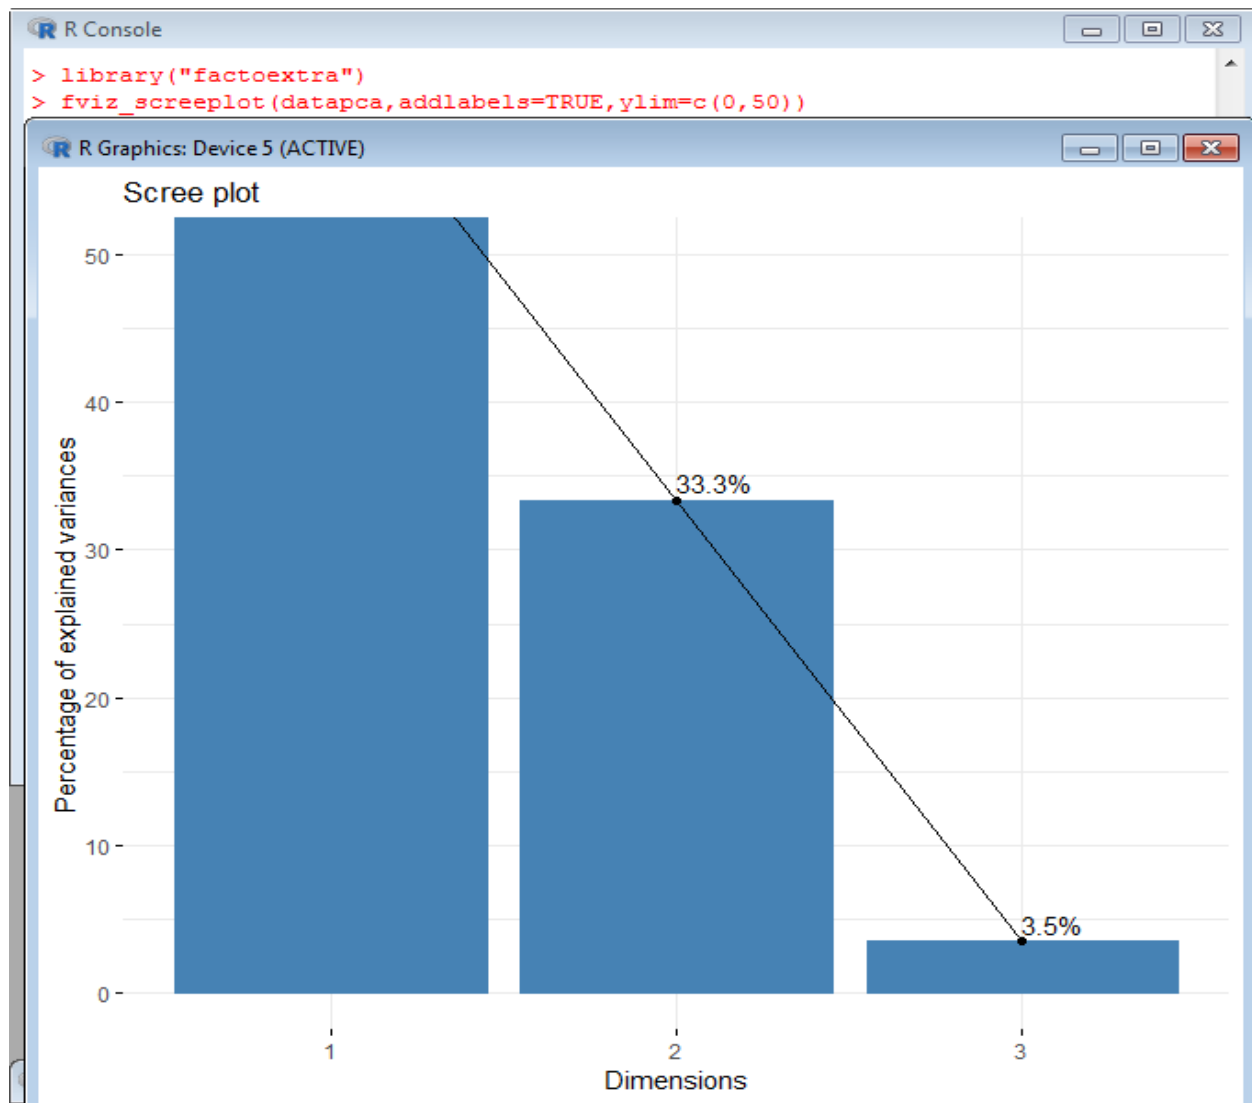 R Console
> library("factoextra")
> fviz_screeplot(datapca,addlabels=TRUE,ylim=c(0,50))
R Graphics: Device 5 (ACTIVE)
Scree plot
Percentage of explained variances
50
40
30
20
10
0
33.3%
3.5%
1 2 3
Dimensions